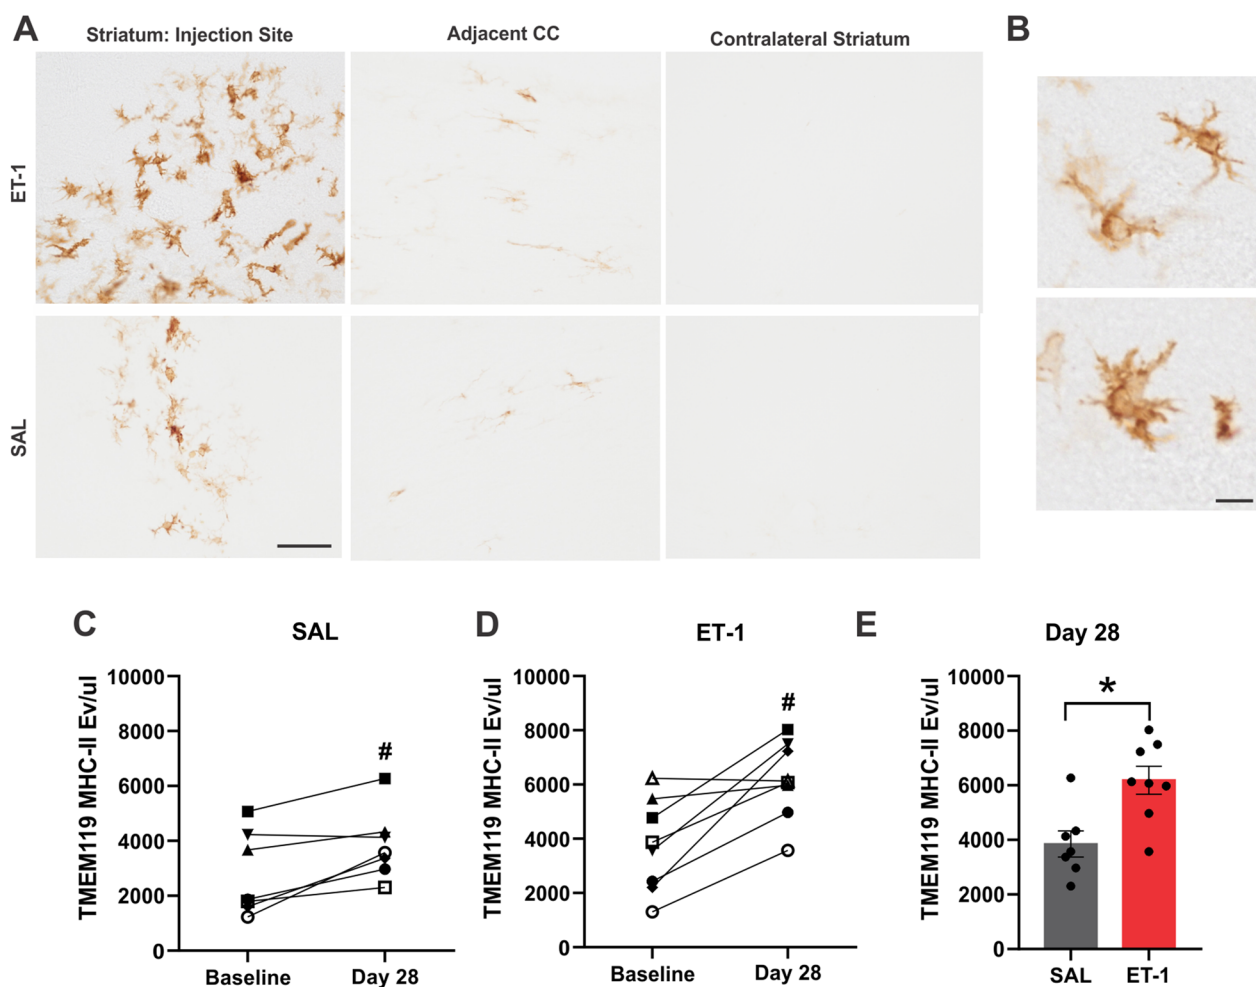 A
Striatum: Injection Site
Adjacent CC
Contralateral Striatum
B
ET-1
SAL
C
SAL
TMEM119 MHC-II Ev/ul
10000
8000
6000
4000
2000
0
#
Baseline
Day 28
D
ET-1
TMEM119 MHC-II Ev/ul
10000
8000
6000
4000
2000
0
#
Baseline
Day 28
E
Day 28
TMEM119 MHC-II Ev/ul
10000
8000
6000
4000
2000
0
*
SAL
ET-1